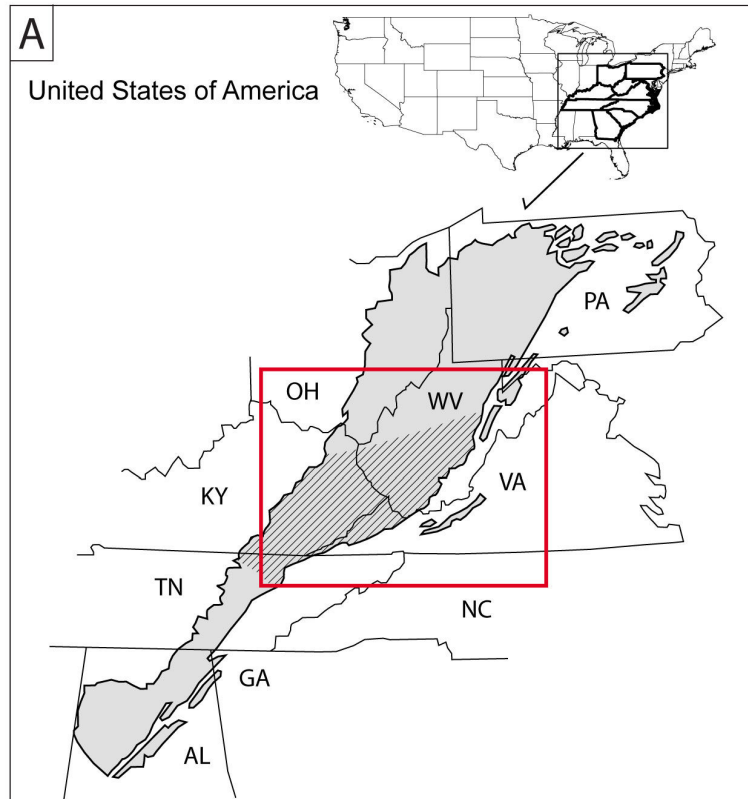 A
United States of America
PA
OH
WV
KY
VA
TN
NC
GA
AL